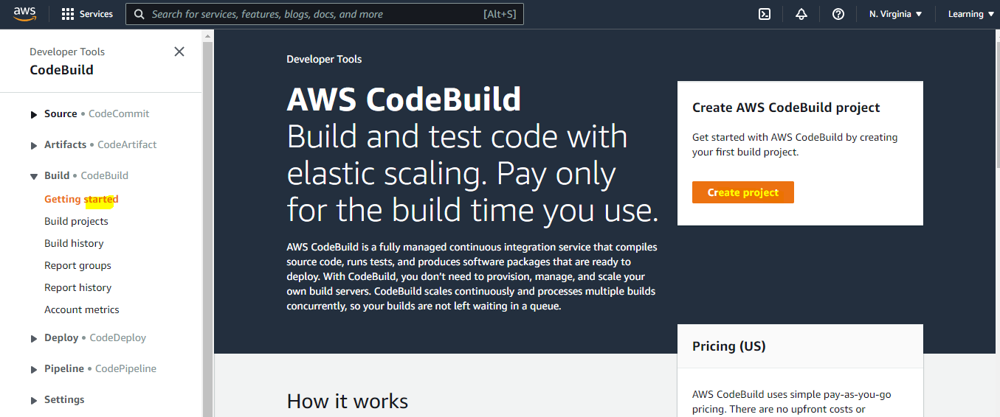 aws
Services
Search for services, features, blogs, docs, and more
[Alt+S]
N. Virginia
Learning
Developer Tools
CodeBuild
Source • CodeCommit
Artifacts • CodeArtifact
Build • CodeBuild
Getting started
Build projects
Build history
Report groups
Report history
Account metrics
Deploy • CodeDeploy
Pipeline • CodePipeline
Settings
Developer Tools
AWS CodeBuild
Build and test code with
elastic scaling. Pay only
for the build time you use.
AWS CodeBuild is a fully managed continuous integration service that compiles
source code, runs tests, and produces software packages that are ready to
deploy. With CodeBuild, you don’t need to provision, manage, and scale your
own build servers. CodeBuild scales continuously and processes multiple builds
concurrently, so your builds are not left waiting in a queue.
Create AWS CodeBuild project
Get started with AWS CodeBuild by creating
your first build project.
Create project
Pricing (US)
AWS CodeBuild uses simple pay-as-you-go
pricing. There are no upfront costs or
How it works